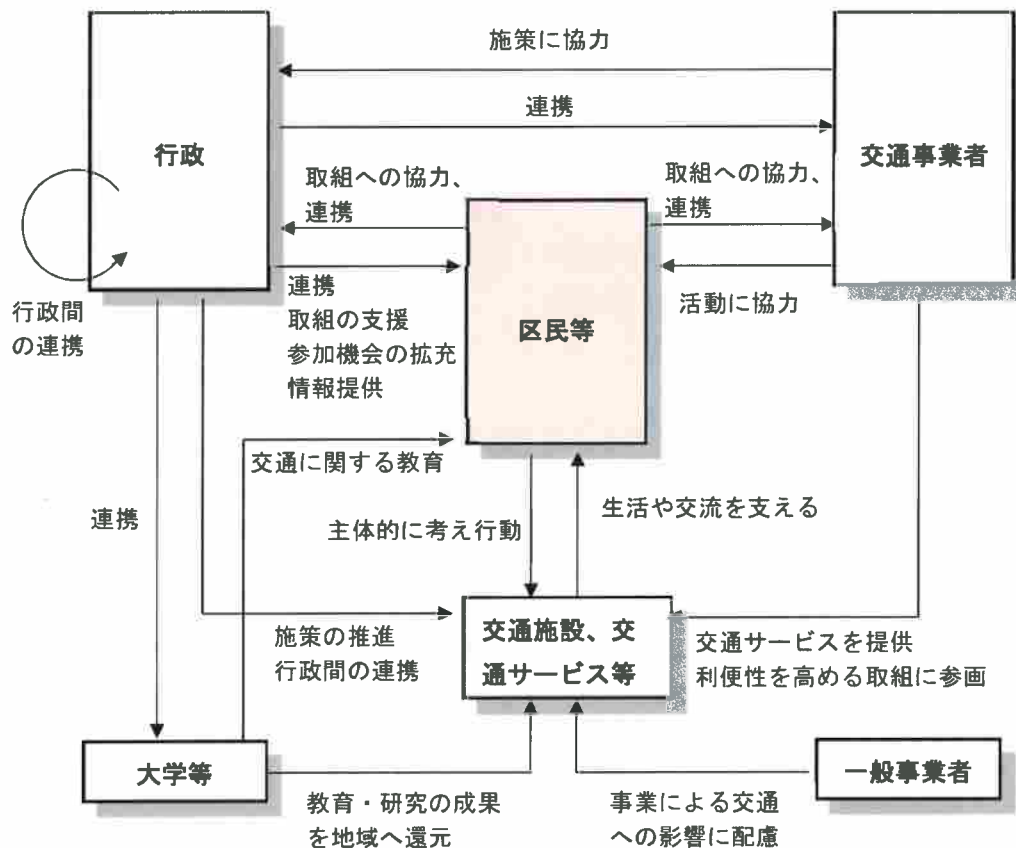 施策に協力
連携
行政
交通事業者
取組への協力、
連携
取組への協力、
連携
行政間
の連携
連携
取組の支援
参加機会の拡充
情報提供
区民等
活動に協力
交通に関する教育
連携
主体的に考え行動
生活や交流を支える
施策の推進
行政間の連携
交通施設、交
通サービス等
交通サービスを提供
利便性を高める取組に参画
大学等
教育・研究の成果
を地域へ還元
事業による交通
への影響に配慮
一般事業者